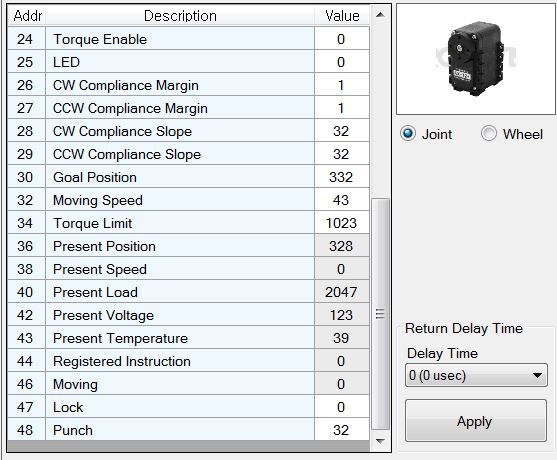 Addr Description Value
24 Torque Enable 0
25 LED 0
26 CW Compliance Margin 1
27 CCW Compliance Margin 1
28 CW Compliance Slope 32
29 CCW Compliance Slope 32
30 Goal Position 332
32 Moving Speed 43
34 Torque Limit 1023
36 Present Position 328
38 Present Speed 0
40 Present Load 2047
42 Present Voltage 123
43 Present Temperature 39
44 Registered Instruction 0
46 Moving 0
47 Lock 0
48 Punch 32
Joint Wheel
Return Delay Time
Delay Time
0 (0 usec)
Apply